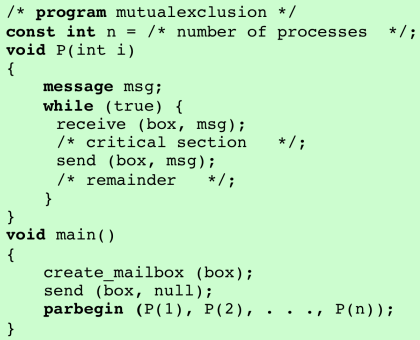 /* program mutualexclusion */
const int n = /* number of processes  */;
void P(int i)
{
    message msg;
    while (true) {
     receive (box, msg);
     /* critical section   */;
     send (box, msg);
     /* remainder   */;
    }
}
void main()
{
    create_mailbox (box);
    send (box, null);
    parbegin (P(1), P(2), . . ., P(n));
}